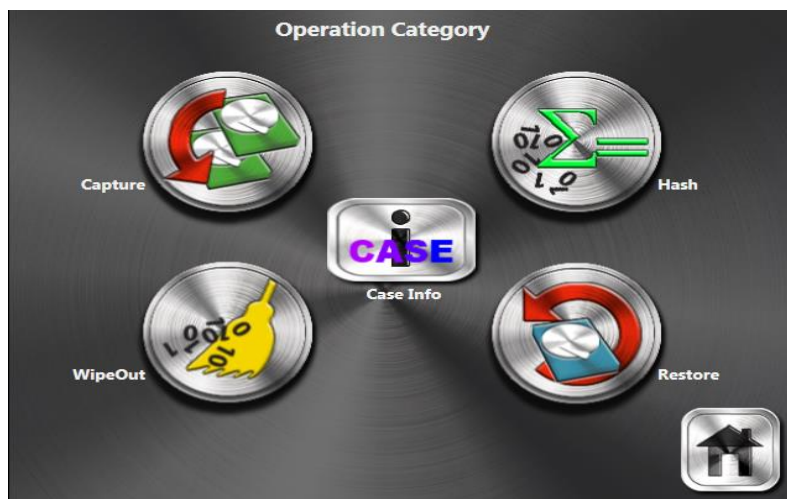 Operation Category
Capture
Hash
CASE
Case Info
WipeOut
Restore